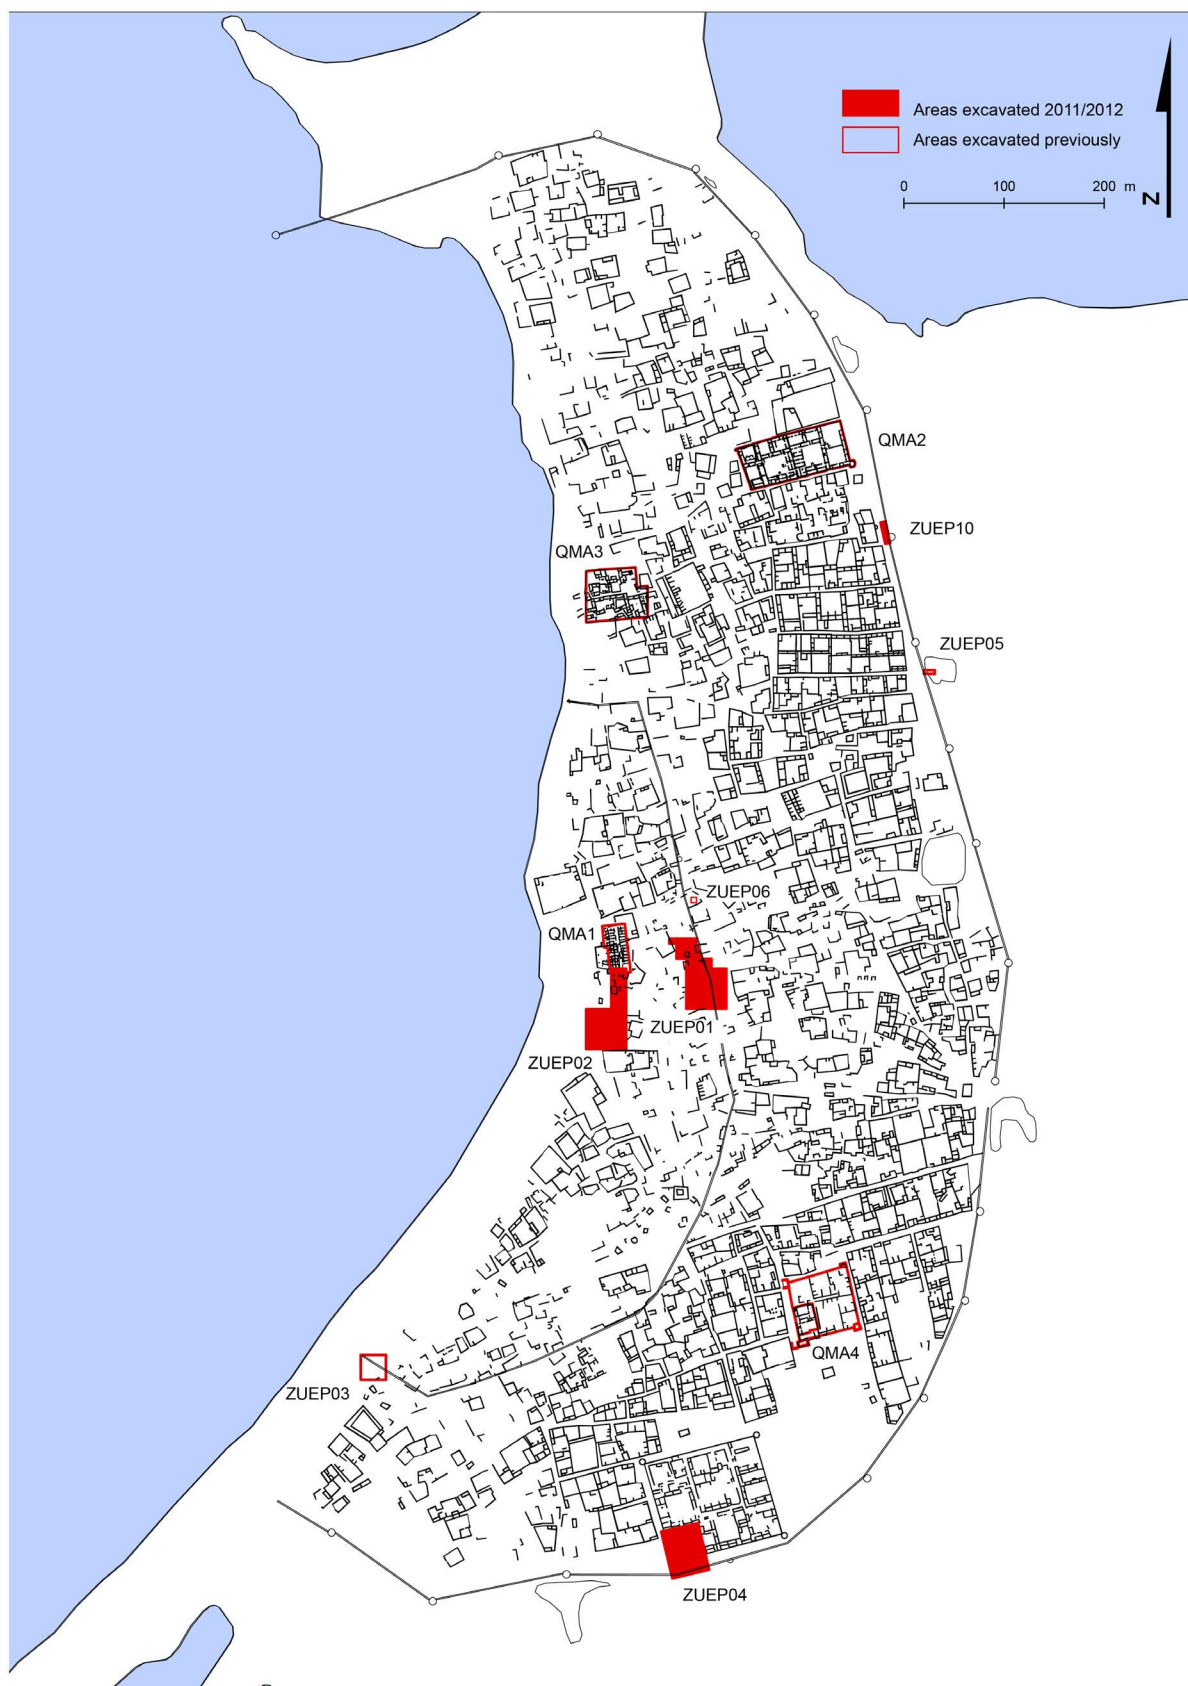 Areas excavated 2011/2012
Areas excavated previously
0 100 200 m
N
QMA2
ZUEP10
QMA3
ZUEP05
ZUEP06
QMA1
ZUEP01
ZUEP02
QMA4
ZUEP03
ZUEP04